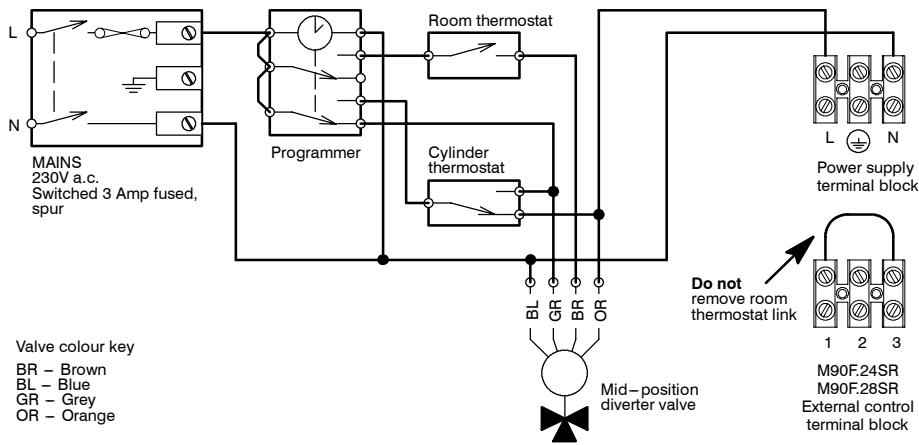 L
N
MAINS
230V a.c.
Switched 3 Amp fused,
spur
Programmer
Room thermostat
Cylinder
thermostat
L
N
Power supply
terminal block
Do not
remove room
thermostat link
1 2 3
M90F.24SR
M90F.28SR
External control
terminal block
BL
GR
BR
OR
Mid-position
diverter valve
Valve colour key
BR – Brown
BL – Blue
GR – Grey
OR – Orange